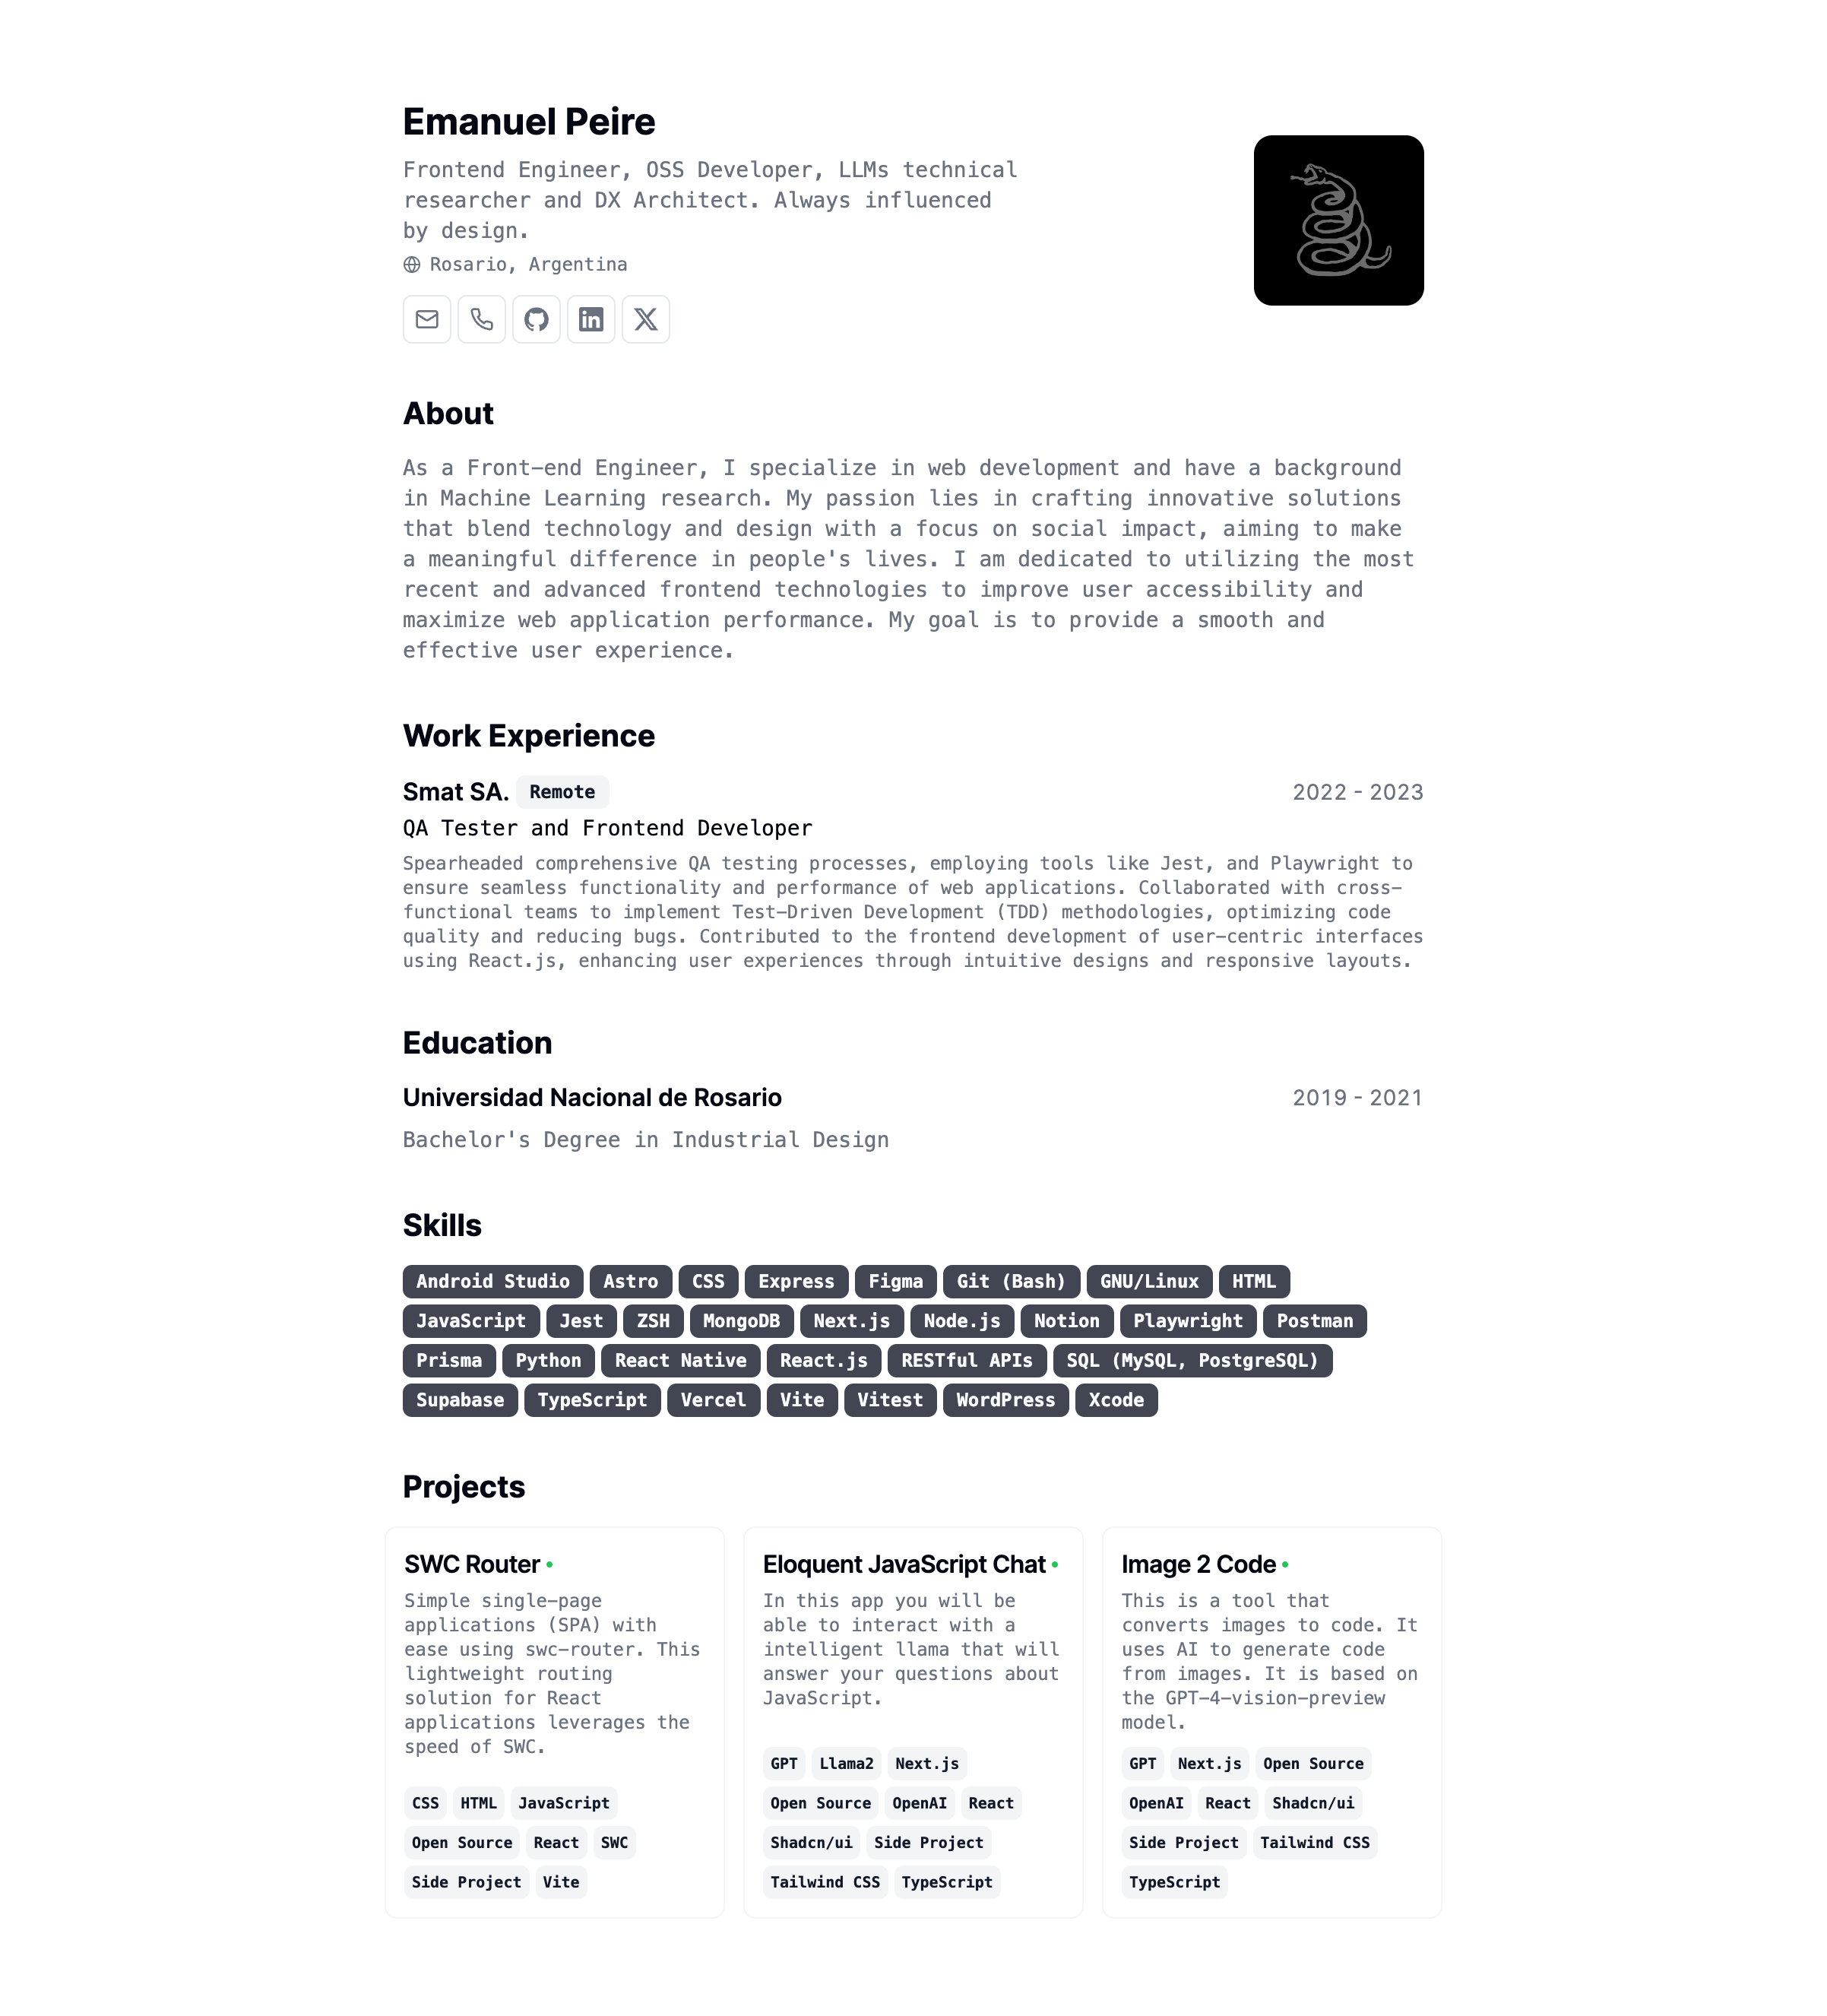 Emanuel Peire
Frontend Engineer, OSS Developer, LLMs technical
researcher and DX Architect. Always influenced
by design.
Rosario, Argentina
About
As a Front-end Engineer, I specialize in web development and have a background
in Machine Learning research. My passion lies in crafting innovative solutions
that blend technology and design with a focus on social impact, aiming to make
a meaningful difference in people's lives. I am dedicated to utilizing the most
recent and advanced frontend technologies to improve user accessibility and
maximize web application performance. My goal is to provide a smooth and
effective user experience.
Work Experience
Smat SA. Remote 2022 - 2023
QA Tester and Frontend Developer
Spearheaded comprehensive QA testing processes, employing tools like Jest, and Playwright to
ensure seamless functionality and performance of web applications. Collaborated with cross-
functional teams to implement Test-Driven Development (TDD) methodologies, optimizing code
quality and reducing bugs. Contributed to the frontend development of user-centric interfaces
using React.js, enhancing user experiences through intuitive designs and responsive layouts.
Education
Universidad Nacional de Rosario 2019 - 2021
Bachelor's Degree in Industrial Design
Skills
Android Studio Astro CSS Express Figma Git (Bash) GNU/Linux HTML
JavaScript Jest ZSH MongoDB Next.js Node.js Notion Playwright Postman
Prisma Python React Native React.js RESTful APIs SQL (MySQL, PostgreSQL)
Supabase TypeScript Vercel Vite Vitest WordPress Xcode
Projects
SWC Router
Simple single-page
applications (SPA) with
ease using swc-router. This
lightweight routing
solution for React
applications leverages the
speed of SWC.
CSS HTML JavaScript
Open Source React SWC
Side Project Vite
Eloquent JavaScript Chat
In this app you will be
able to interact with a
intelligent llama that will
answer your questions about
JavaScript.
GPT Llama2 Next.js
Open Source OpenAI React
Shadcn/ui Side Project
Tailwind CSS TypeScript
Image 2 Code
This is a tool that
converts images to code. It
uses AI to generate code
from images. It is based on
the GPT-4-vision-preview
model.
GPT Next.js Open Source
OpenAI React Shadcn/ui
Side Project Tailwind CSS
TypeScript